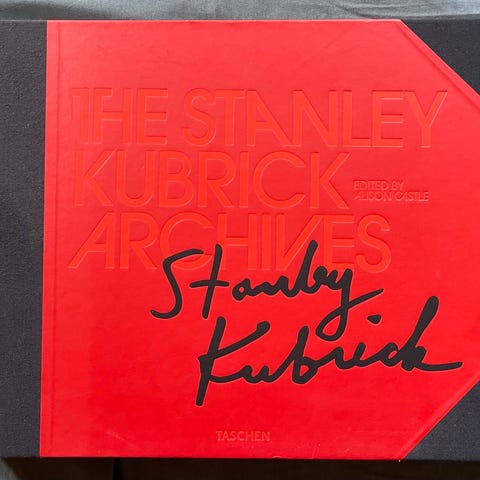 THE STANLEY
KUBRICK
ARCHIVES
EDITED BY
ALISON CASTLE
Stanley
Kubrick
TASCHEN